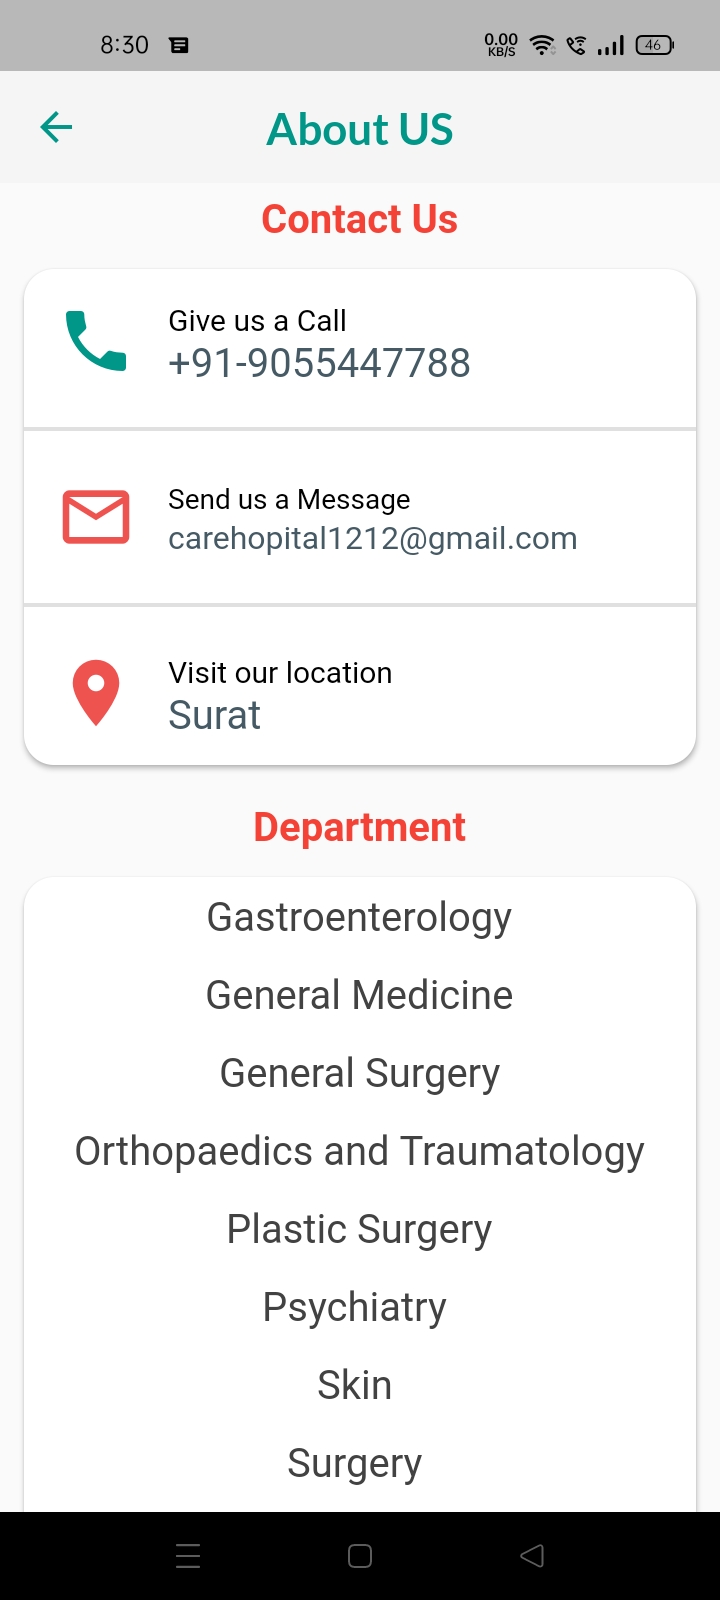 8:30
0.00
KB/S
46
About US
Contact Us
Give us a Call
+91-9055447788
Send us a Message
carehopital1212@gmail.com
Visit our location
Surat
Department
Gastroenterology
General Medicine
General Surgery
Orthopaedics and Traumatology
Plastic Surgery
Psychiatry
Skin
Surgery